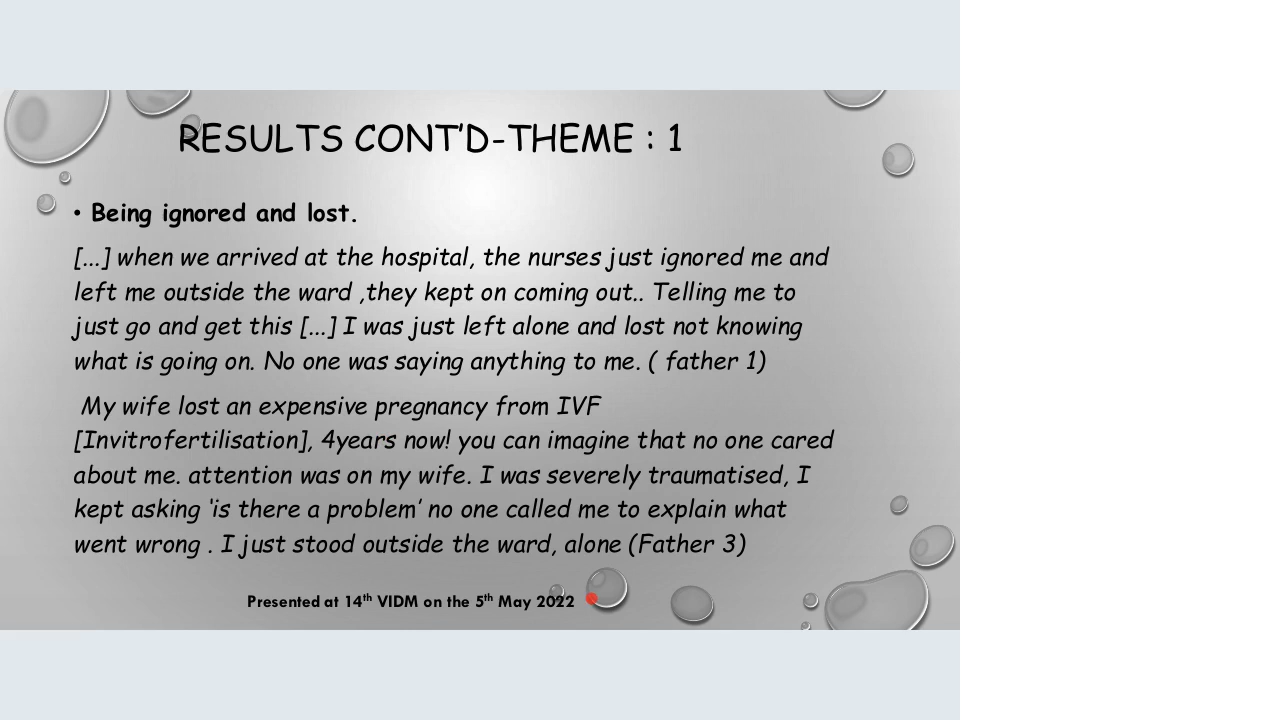 RESULTS CONT'D-THEME : 1
• Being ignored and lost.
[...] when we arrived at the hospital, the nurses just ignored me and
left me outside the ward ,they kept on coming out.. Telling me to
just go and get this [...] I was just left alone and lost not knowing
what is going on. No one was saying anything to me. ( father 1)
My wife lost an expensive pregnancy from IVF
[Invitrofertilisation], 4years now! you can imagine that no one cared
about me. attention was on my wife. I was severely traumatised, I
kept asking 'is there a problem' no one called me to explain what
went wrong . I just stood outside the ward, alone (Father 3)
Presented at 14th VIDM on the 5th May 2022